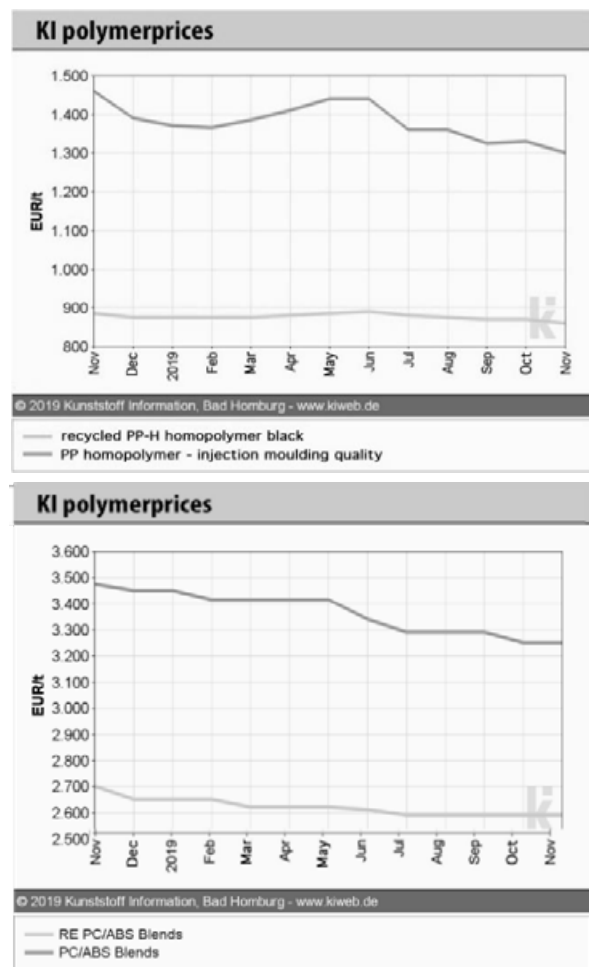 KI polymerprices
1.500
1.400
1.300
1.200
1.100
1.000
900
800
EUR/t
Nov Dec 2019 Feb Mar Apr May Jun Jul Aug Sep Oct Nov
ki
© 2019 Kunststoff Information, Bad Homburg - www.kiweb.de
recycled PP-H homopolymer black
PP homopolymer - injection moulding quality
KI polymerprices
3.600
3.500
3.400
3.300
3.200
3.100
3.000
2.900
2.800
2.700
2.600
2.500
EUR/t
Nov Dec 2019 Feb Mar Apr May Jun Jul Aug Sep Oct Nov
ki
© 2019 Kunststoff Information, Bad Homburg - www.kiweb.de
RE PC/ABS Blends
PC/ABS Blends